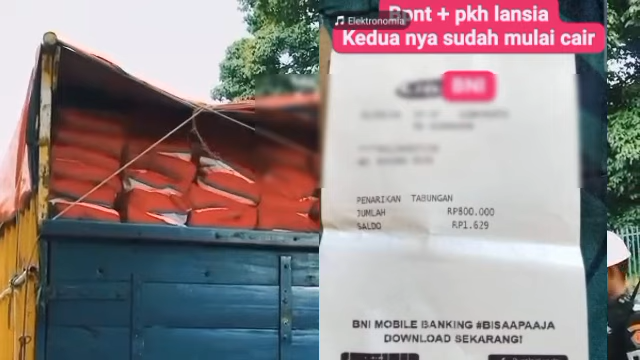 Elektronomia
Bpnt + pkh lansia
Kedua nya sudah mulai cair
BNI
PENARIKAN TABUNGAN
JUMLAH RP800.000
SALDO RP1.629
BNI MOBILE BANKING #BISAAPAAJA
DOWNLOAD SEKARANG!